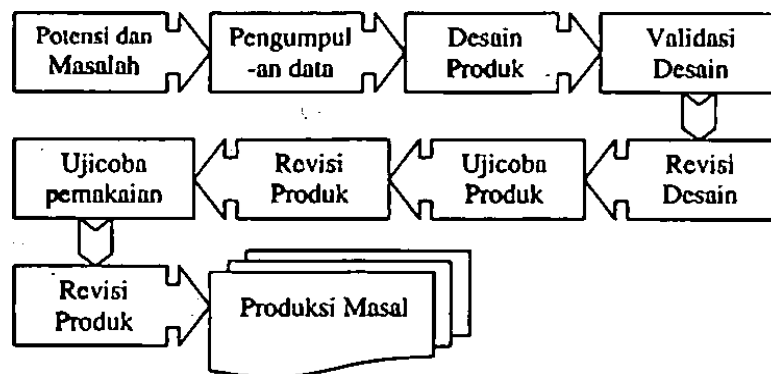 Potensi dan
Masalah
Pengumpul
-an data
Desain
Produk
Validasi
Desain
Ujicoba
pemakaian
Revisi
Produk
Ujicoba
Produk
Revisi
Desain
Revisi
Produk
Produksi Masal